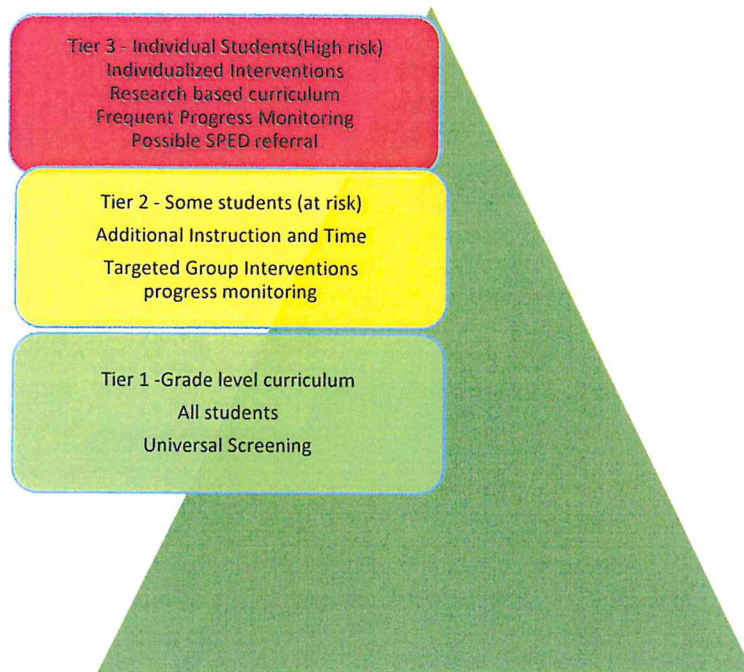 Tier 3 - Individual Students(High risk)
Individualized Interventions
Research based curriculum
Frequent Progress Monitoring
Possible SPED referral
Tier 2 - Some students (at risk)
Additional Instruction and Time
Targeted Group Interventions
progress monitoring
Tier 1 -Grade level curriculum
All students
Universal Screening